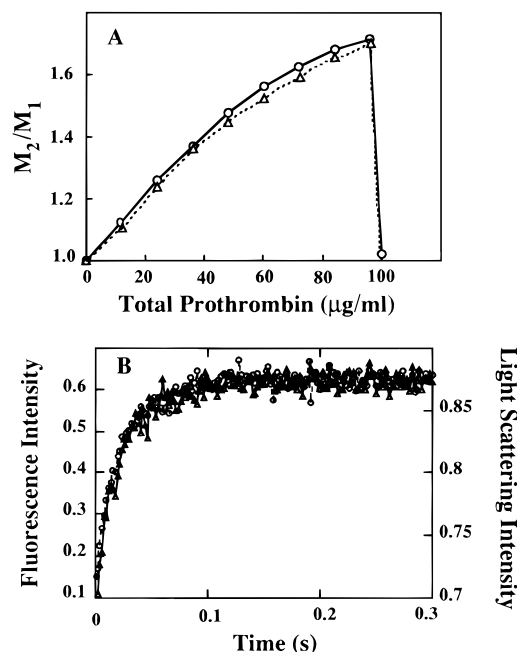 A
M2/M1
1.6
1.4
1.2
1.0
0 20 40 60 80 100
Total Prothrombin (μg/ml)
B
Fluorescence Intensity
0.6
0.5
0.4
0.3
0.2
0.1
Light Scattering Intensity
0.85
0.8
0.75
0.7
0 0.1 0.2 0.3
Time (s)